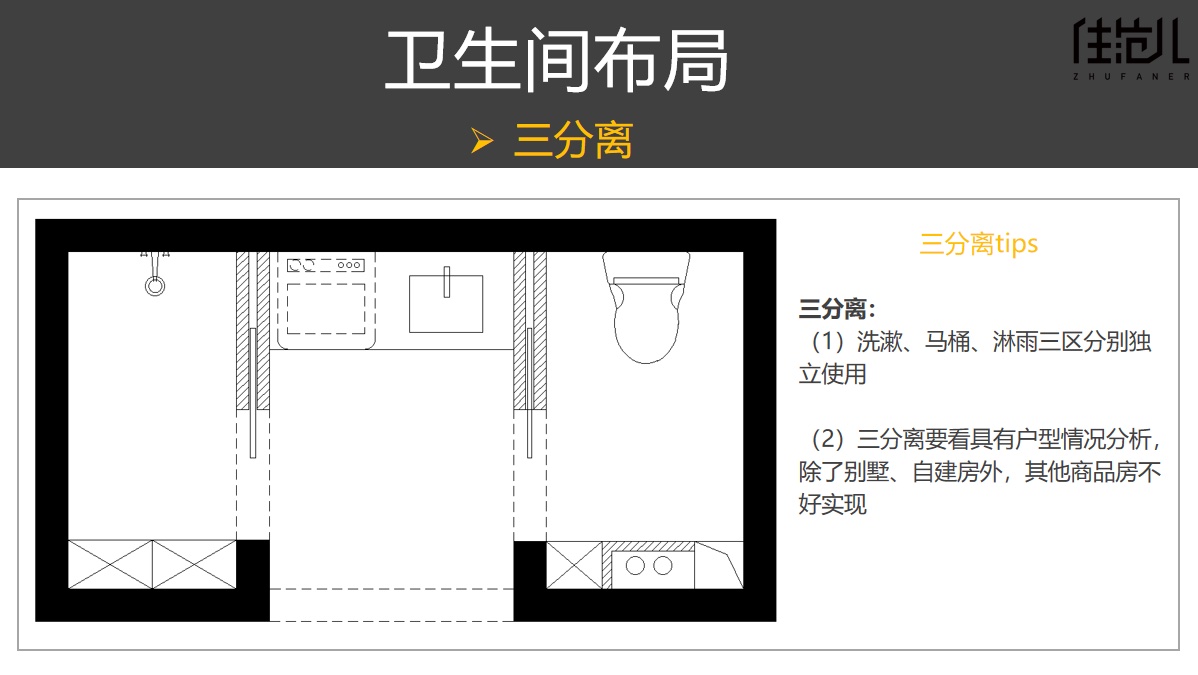 卫生间布局
三分离
住范儿
ZHUFANER
三分离tips
三分离：
（1）洗漱、马桶、淋雨三区分别独
立使用
（2）三分离要看具有户型情况分析，
除了别墅、自建房外，其他商品房不
好实现